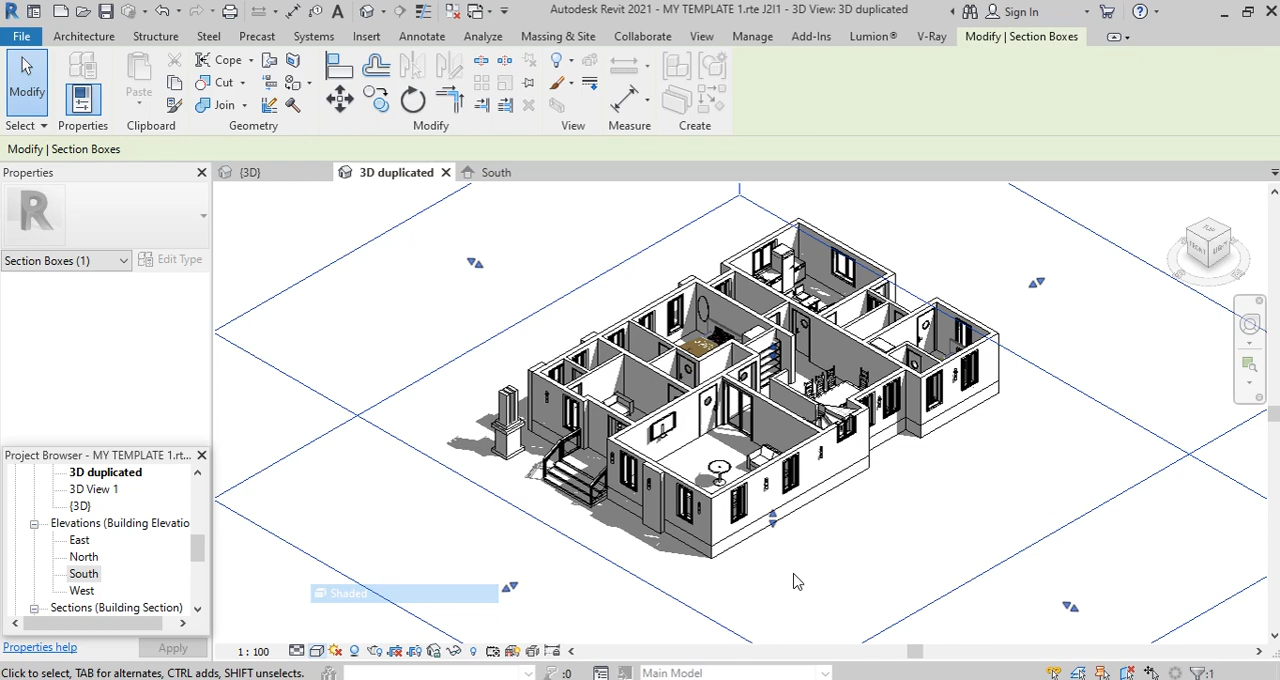 Autodesk Revit 2021 - MY TEMPLATE 1.rte J2I1 - 3D View: 3D duplicated
Sign In
File Architecture Structure Steel Precast Systems Insert Annotate Analyze Massing & Site Collaborate View Manage Add-Ins Lumion® V-Ray Modify | Section Boxes
Modify
Paste
Cope
Cut
Join
Select Properties Clipboard Geometry Modify View Measure Create
Modify | Section Boxes
Properties
{3D} 3D duplicated South
R
Section Boxes (1) Edit Type
TOP
FRONT
Project Browser - MY TEMPLATE 1.rt...
3D duplicated
3D View 1
{3D}
Elevations (Building Elevatio
East
North
South
West
Sections (Building Section)
Properties help Apply
Shaded
1 : 100
Click to select, TAB for alternates, CTRL adds, SHIFT unselects.
:0
Main Model
:1